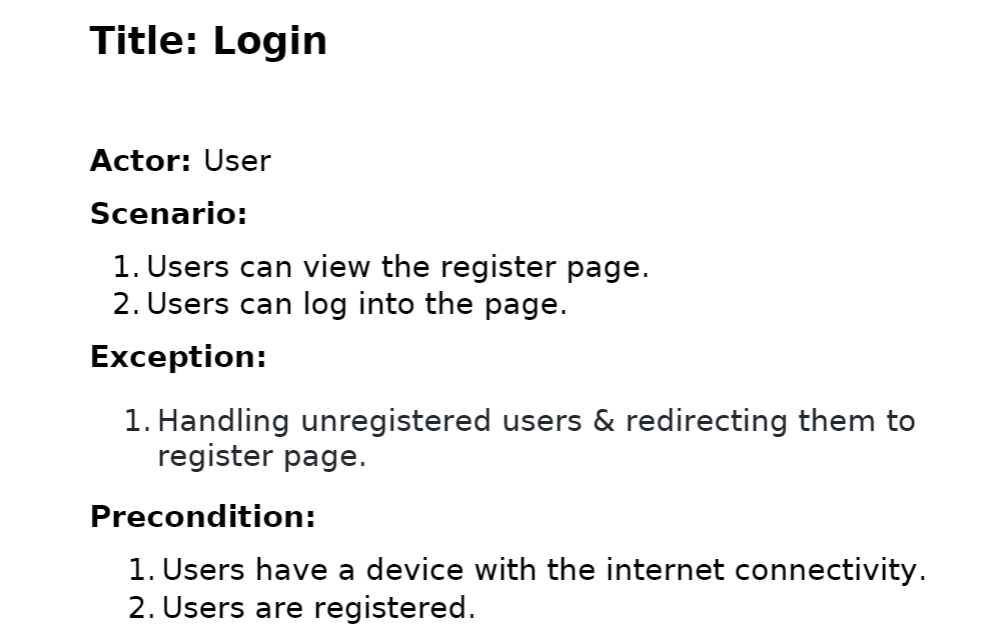 Title: Login
Actor: User
Scenario:
1. Users can view the register page.
2. Users can log into the page.
Exception:
1. Handling unregistered users & redirecting them to
register page.
Precondition:
1. Users have a device with the internet connectivity.
2. Users are registered.